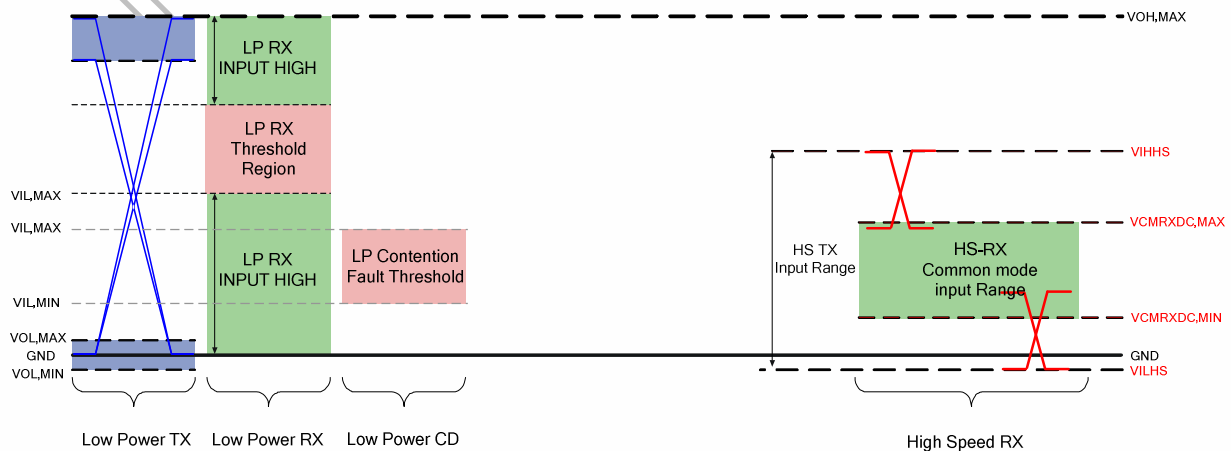 VOH,MAX
LP RX
INPUT HIGH
LP RX
Threshold
Region
VIHHS
VIL,MAX
VIL,MAX
VCMRXDC,MAX
LP RX
INPUT HIGH
LP Contention
Fault Threshold
HS TX
Input Range
HS-RX
Common mode
input Range
VIL,MIN
VCMRXDC,MIN
VOL,MAX
GND
GND
VOL,MIN
VILHS
Low Power TX
Low Power RX
Low Power CD
High Speed RX